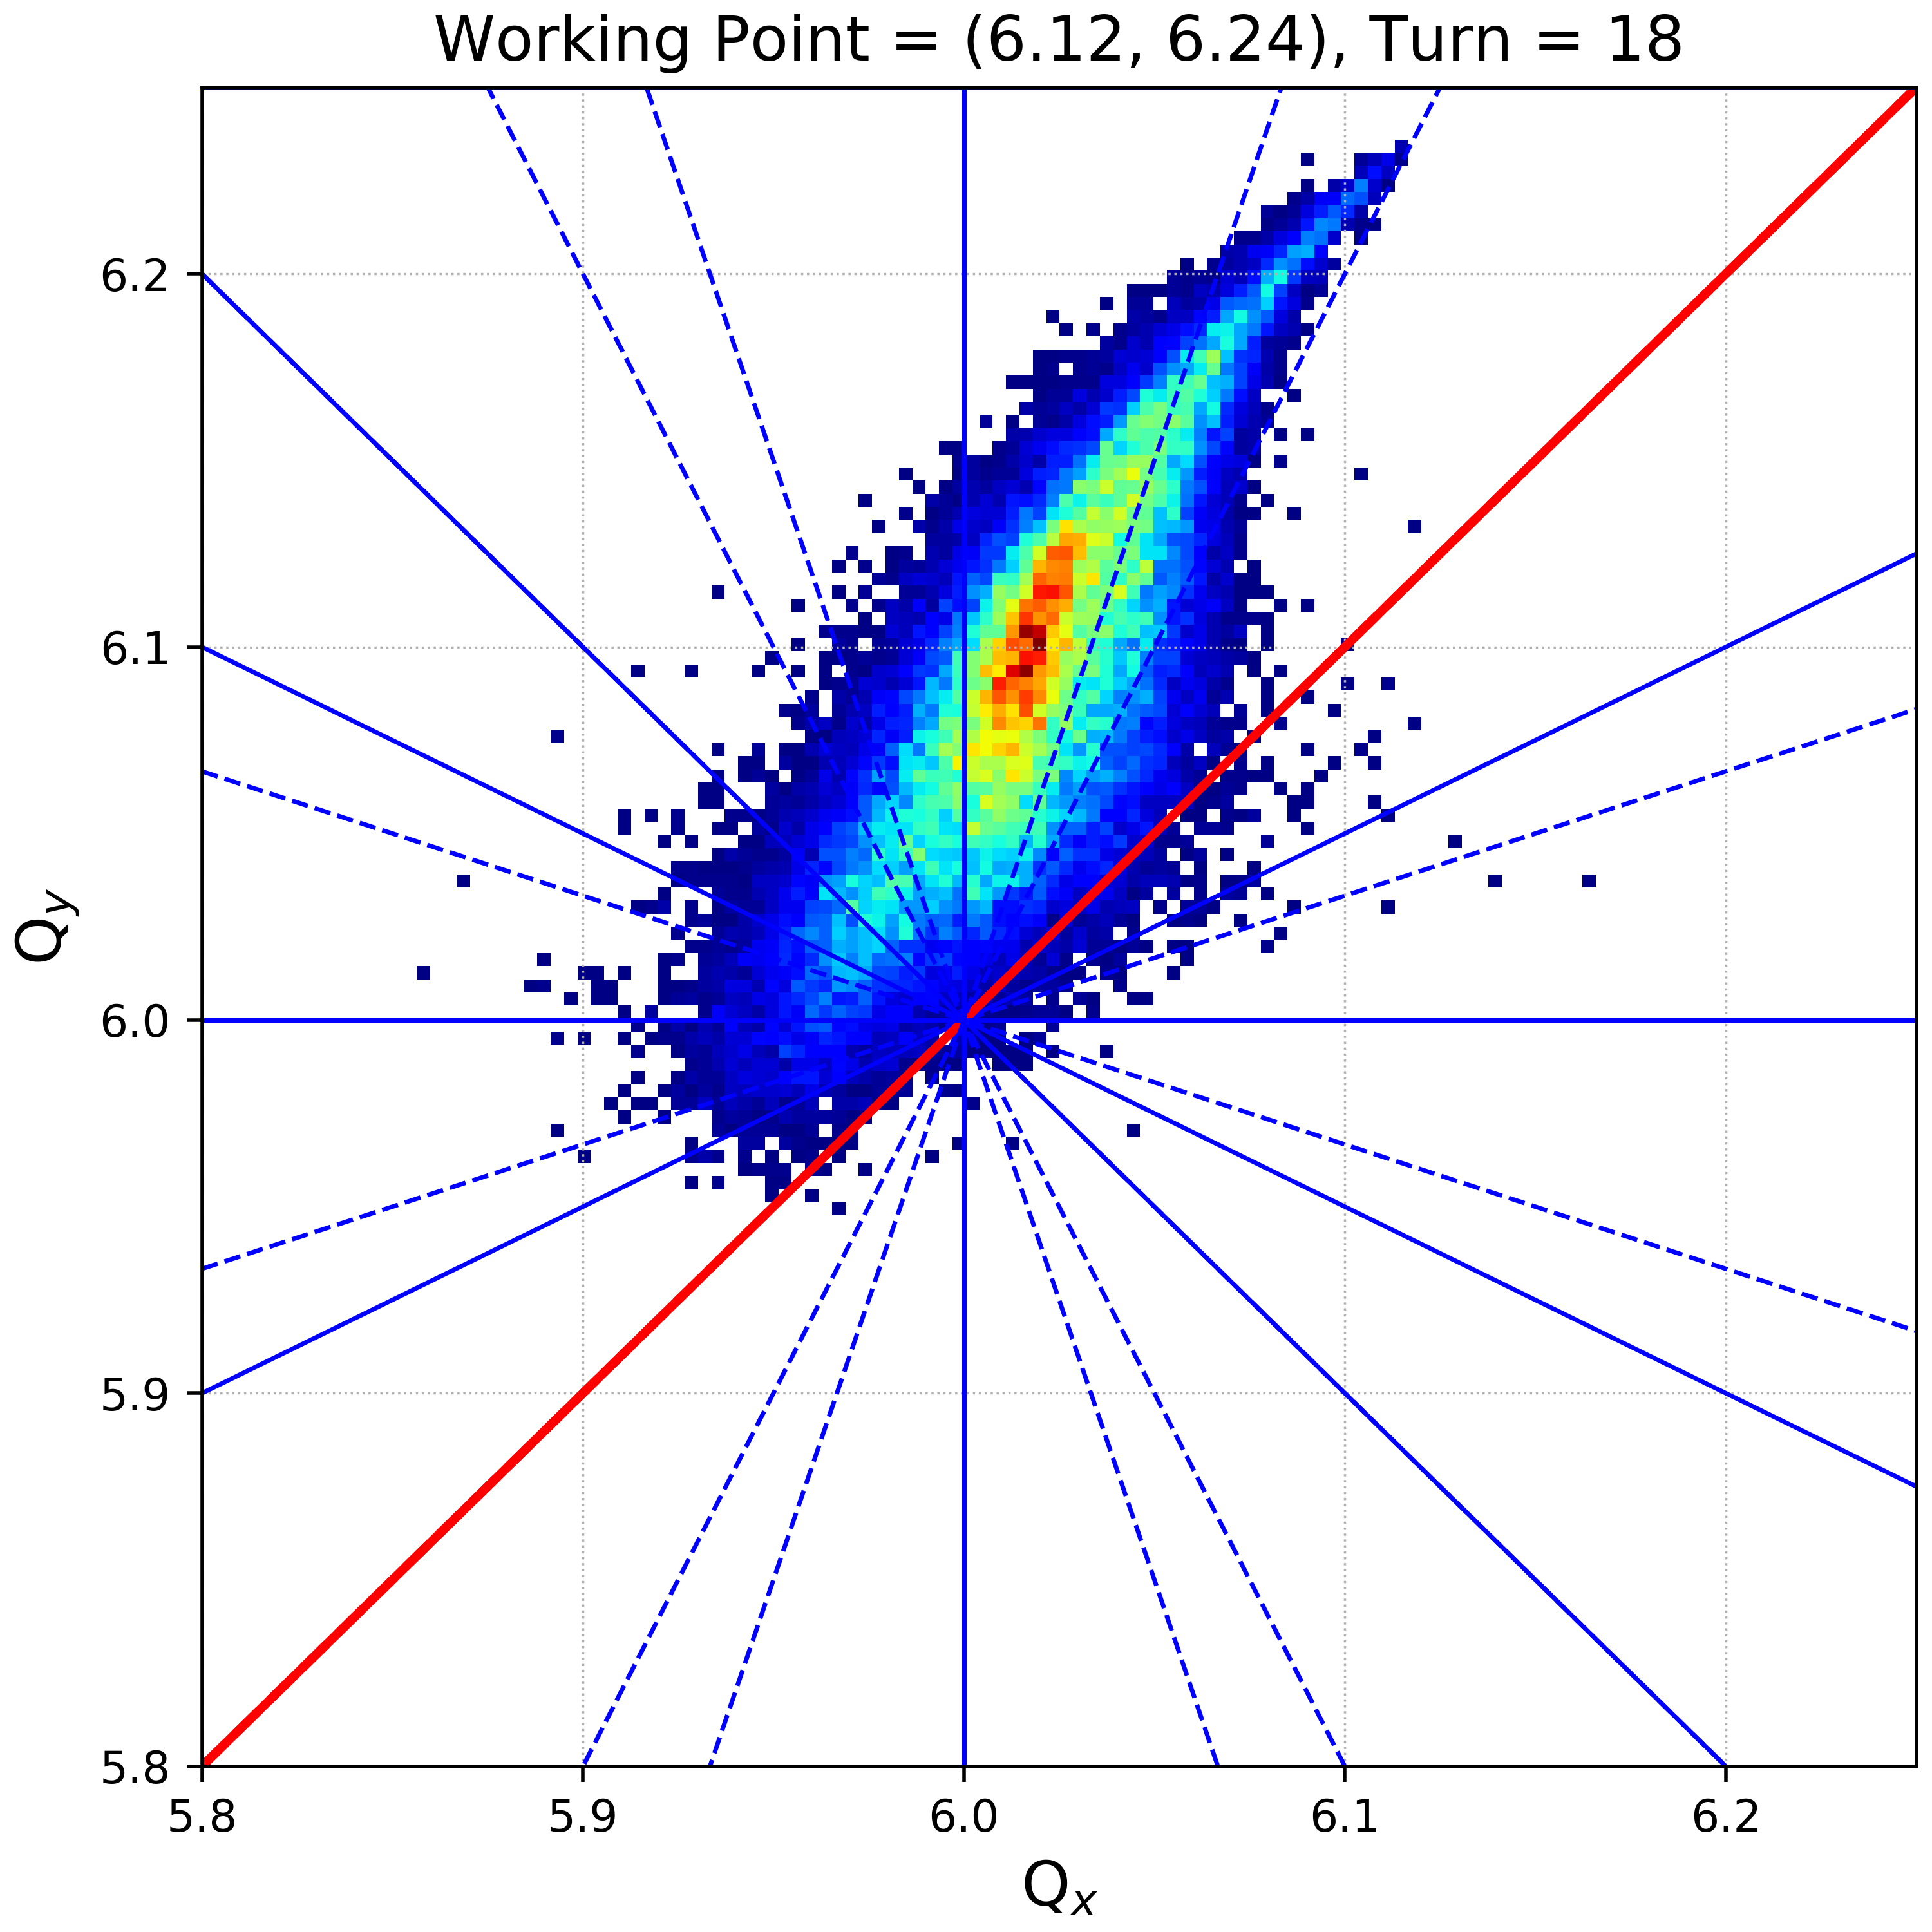 Working Point = (6.12, 6.24), Turn = 18
6.2
6.1
6.0
5.9
5.8
Qy
5.8 5.9 6.0 6.1 6.2
Qx